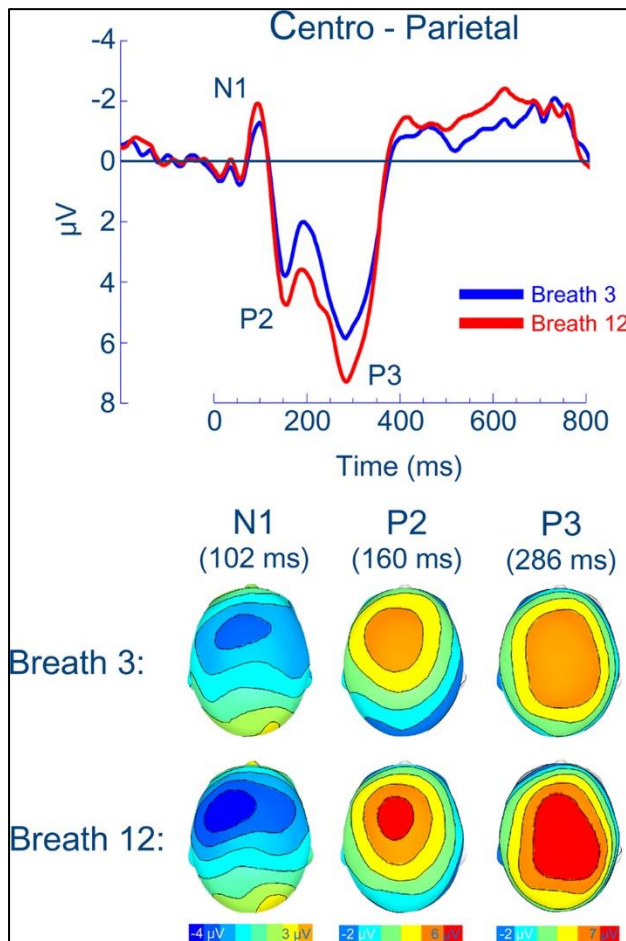 Centro - Parietal
-4
-2
0
2
4
6
8
µV
N1
P2
P3
Breath 3
Breath 12
0 200 400 600 800
Time (ms)
N1 P2 P3
(102 ms) (160 ms) (286 ms)
Breath 3:
Breath 12:
-4 µV 3 µV -2 µV 6 µV -2 µV 7 µV